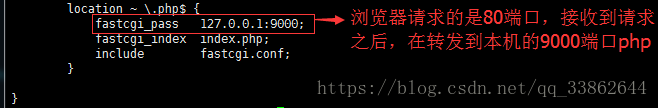 location ~ \.php$ {
fastcgi_pass 127.0.0.1:9000;
fastcgi_index index.php;
include fastcgi.conf;
}
}
浏览器请求的是80端口，接收到请求
之后，在转发到本机的9000端口php
https://blog.csdn.net/qq_33862644